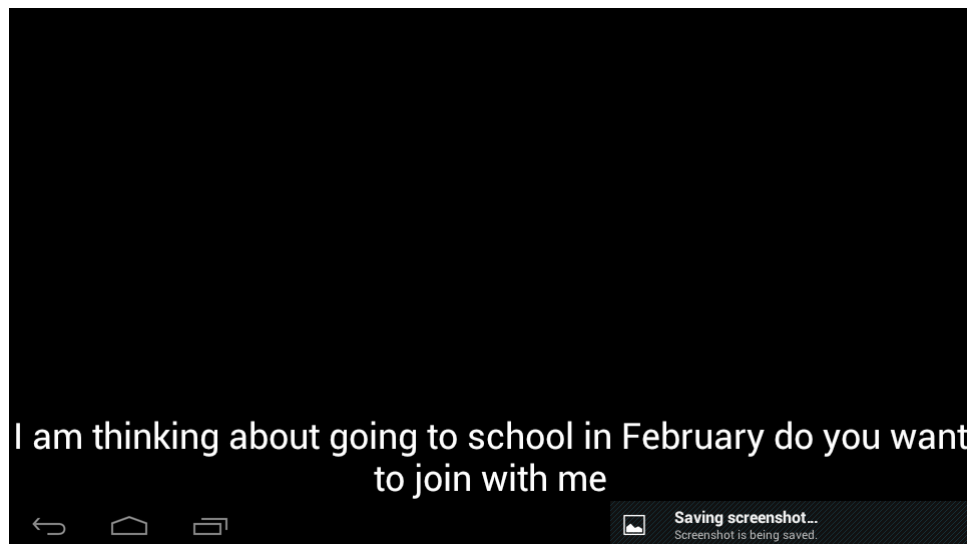 I am thinking about going to school in February do you want
to join with me
Saving screenshot...
Screenshot is being saved.